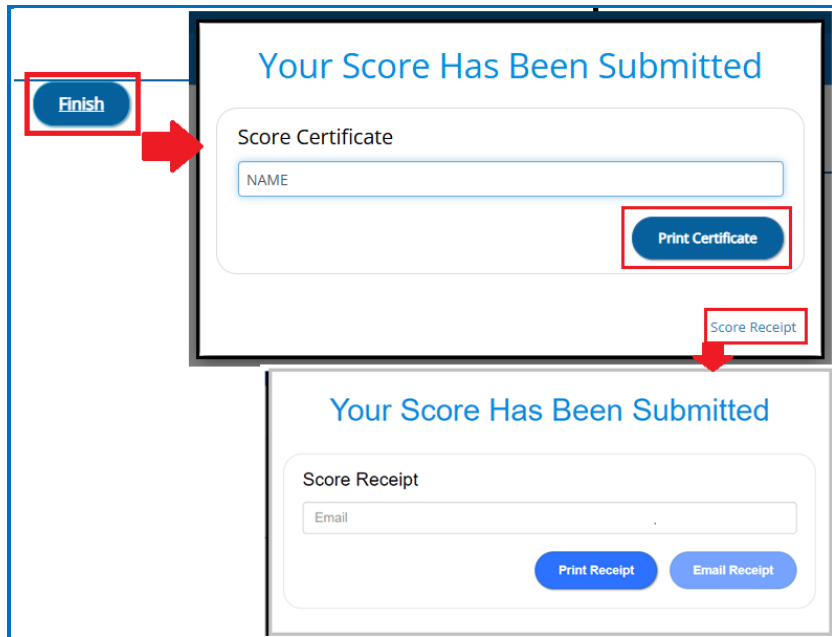 Finish
Your Score Has Been Submitted
Score Certificate
NAME
Print Certificate
Score Receipt
Your Score Has Been Submitted
Score Receipt
Email
Print Receipt
Email Receipt